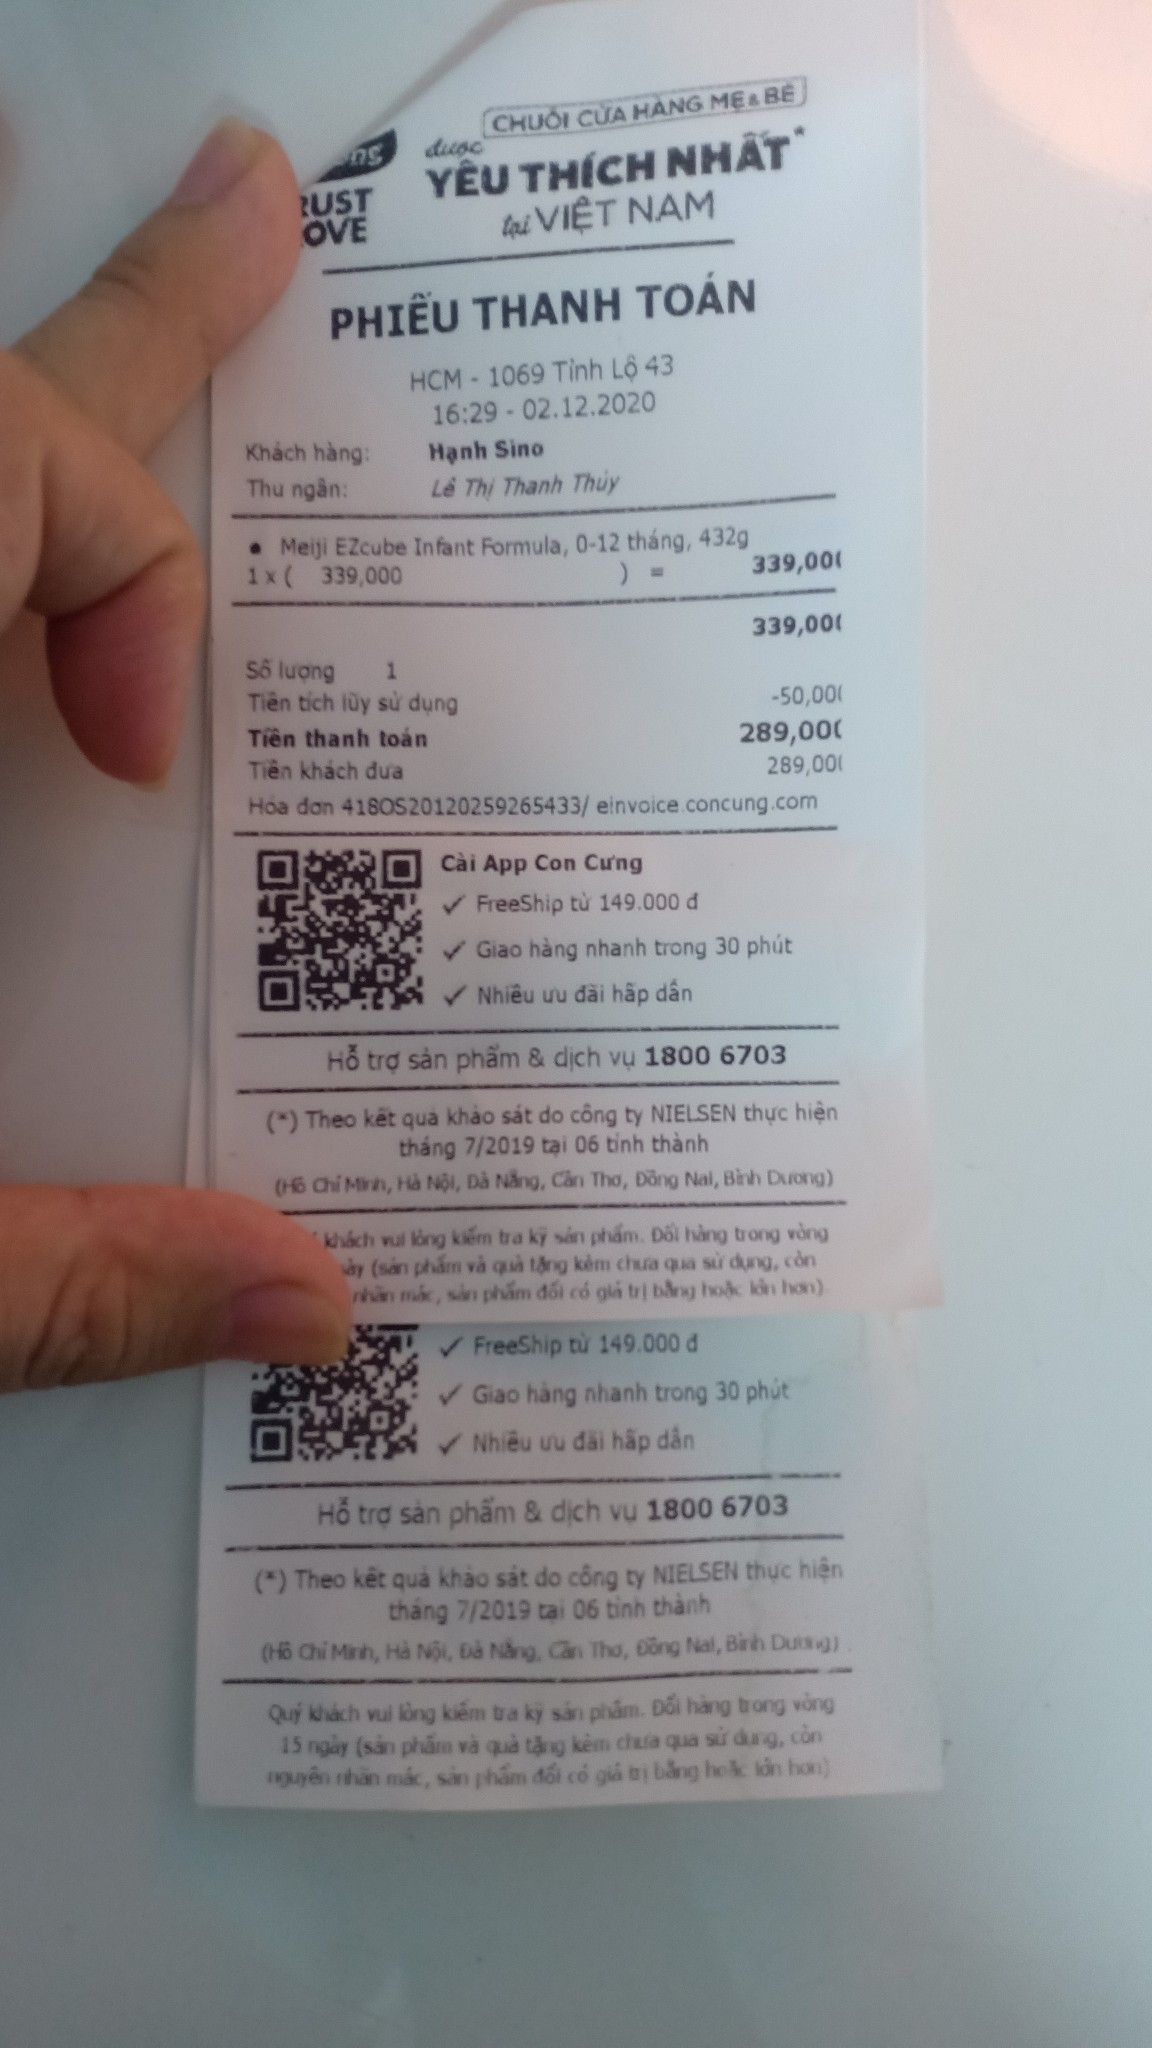 CHUỖI CỬA HÀNG MẸ & BÉ
được
YÊU THÍCH NHẤT*
tại VIỆT NAM
PHIẾU THANH TOÁN
HCM - 1069 Tỉnh Lộ 43
16:29 - 02.12.2020
Khách hàng: Hạnh Sino
Thu ngân: Lê Thị Thanh Thúy
• Meiji EZcube Infant Formula, 0-12 tháng, 432g
1 x ( 339,000 ) = 339,000
339,000
Số lượng 1
Tiền tích lũy sử dụng -50,000
Tiền thanh toán 289,000
Tiền khách đưa 289,000
Hóa đơn 418OS20120259265433/ einvoice.concung.com
Cài App Con Cưng
✓ FreeShip từ 149.000 đ
✓ Giao hàng nhanh trong 30 phút
✓ Nhiều ưu đãi hấp dẫn
Hỗ trợ sản phẩm & dịch vụ 1800 6703
(*) Theo kết quả khảo sát do công ty NIELSEN thực hiện
tháng 7/2019 tại 06 tỉnh thành
(Hồ Chí Minh, Hà Nội, Đà Nẵng, Cần Thơ, Đồng Nai, Bình Dương)
khách vui lòng kiểm tra kỹ sản phẩm. Đổi hàng trong vòng
(sản phẩm và quà tặng kèm chưa qua sử dụng, còn
nhãn mác, sản phẩm đổi có giá trị bằng hoặc lớn hơn).
✓ FreeShip từ 149.000 đ
✓ Giao hàng nhanh trong 30 phút
✓ Nhiều ưu đãi hấp dẫn
Hỗ trợ sản phẩm & dịch vụ 1800 6703
(*) Theo kết quả khảo sát do công ty NIELSEN thực hiện
tháng 7/2019 tại 06 tỉnh thành
(Hồ Chí Minh, Hà Nội, Đà Nẵng, Cần Thơ, Đồng Nai, Bình Dương)
Quý khách vui lòng kiểm tra kỹ sản phẩm. Đổi hàng trong vòng
15 ngày (sản phẩm và quà tặng kèm chưa qua sử dụng, còn
nguyên nhãn mác, sản phẩm đổi có giá trị bằng hoặc lớn hơn)